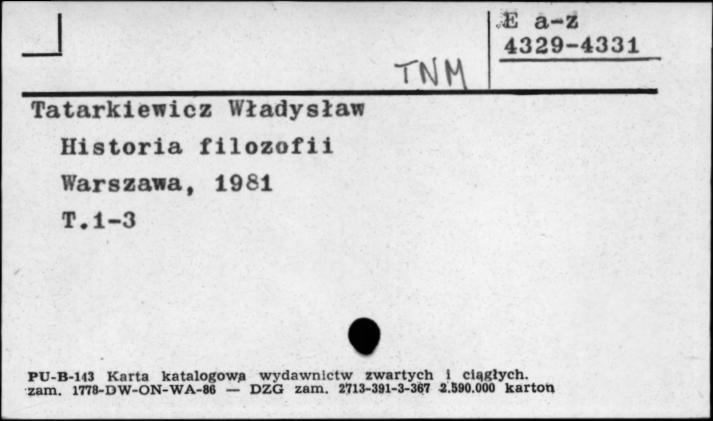 E a-z
4329-4331
TNM
Tatarkiewicz Władysław
Historia filozofii
Warszawa, 1981
T.1-3
PU-B-143 Karta katalogowa wydawnictw zwartych i ciągłych.
zam. 1778-DW-ON-WA-86 — DZG zam. 2713-391-3-367 2.590.000 karton